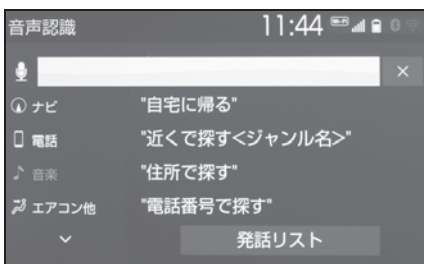 音声認識 11:44
×
ナビ "自宅に帰る"
電話 "近くで探す<ジャンル名>"
音楽 "住所で探す"
エアコン他 "電話番号で探す"
発話リスト